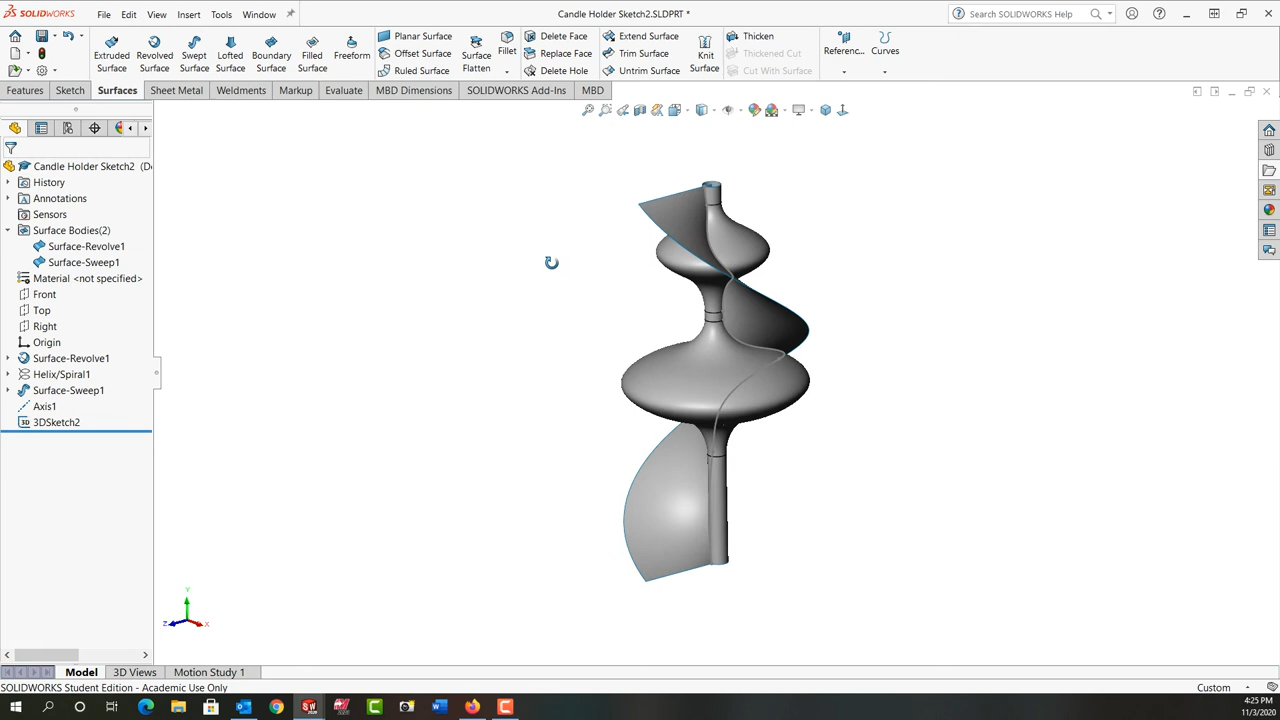 SOLIDWORKS
File
Edit
View
Insert
Tools
Window
Candle Holder Sketch2.SLDPRT *
Search SOLIDWORKS Help
Extruded Surface
Revolved Surface
Swept Surface
Lofted Surface
Boundary Surface
Filled Surface
Freeform
Planar Surface
Offset Surface
Ruled Surface
Surface Flatten
Fillet
Delete Face
Replace Face
Delete Hole
Extend Surface
Trim Surface
Untrim Surface
Knit Surface
Thicken
Thickened Cut
Cut With Surface
Referenc...
Curves
Features
Sketch
Surfaces
Sheet Metal
Weldments
Markup
Evaluate
MBD Dimensions
SOLIDWORKS Add-Ins
MBD
Candle Holder Sketch2 (D
History
Annotations
Sensors
Surface Bodies(2)
Surface-Revolve1
Surface-Sweep1
Material <not specified>
Front
Top
Right
Origin
Surface-Revolve1
Helix/Spiral1
Surface-Sweep1
Axis1
3D 3DSketch2
Y
Z
X
Model
3D Views
Motion Study 1
SOLIDWORKS Student Edition - Academic Use Only
Custom
4:25 PM
11/3/2020